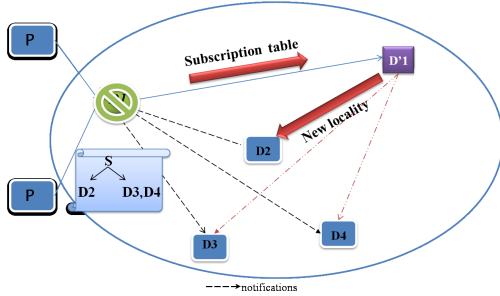 P
Subscription table
D'1
New locality
D2
P
S
D2 D3,D4
D3
D4
notifications